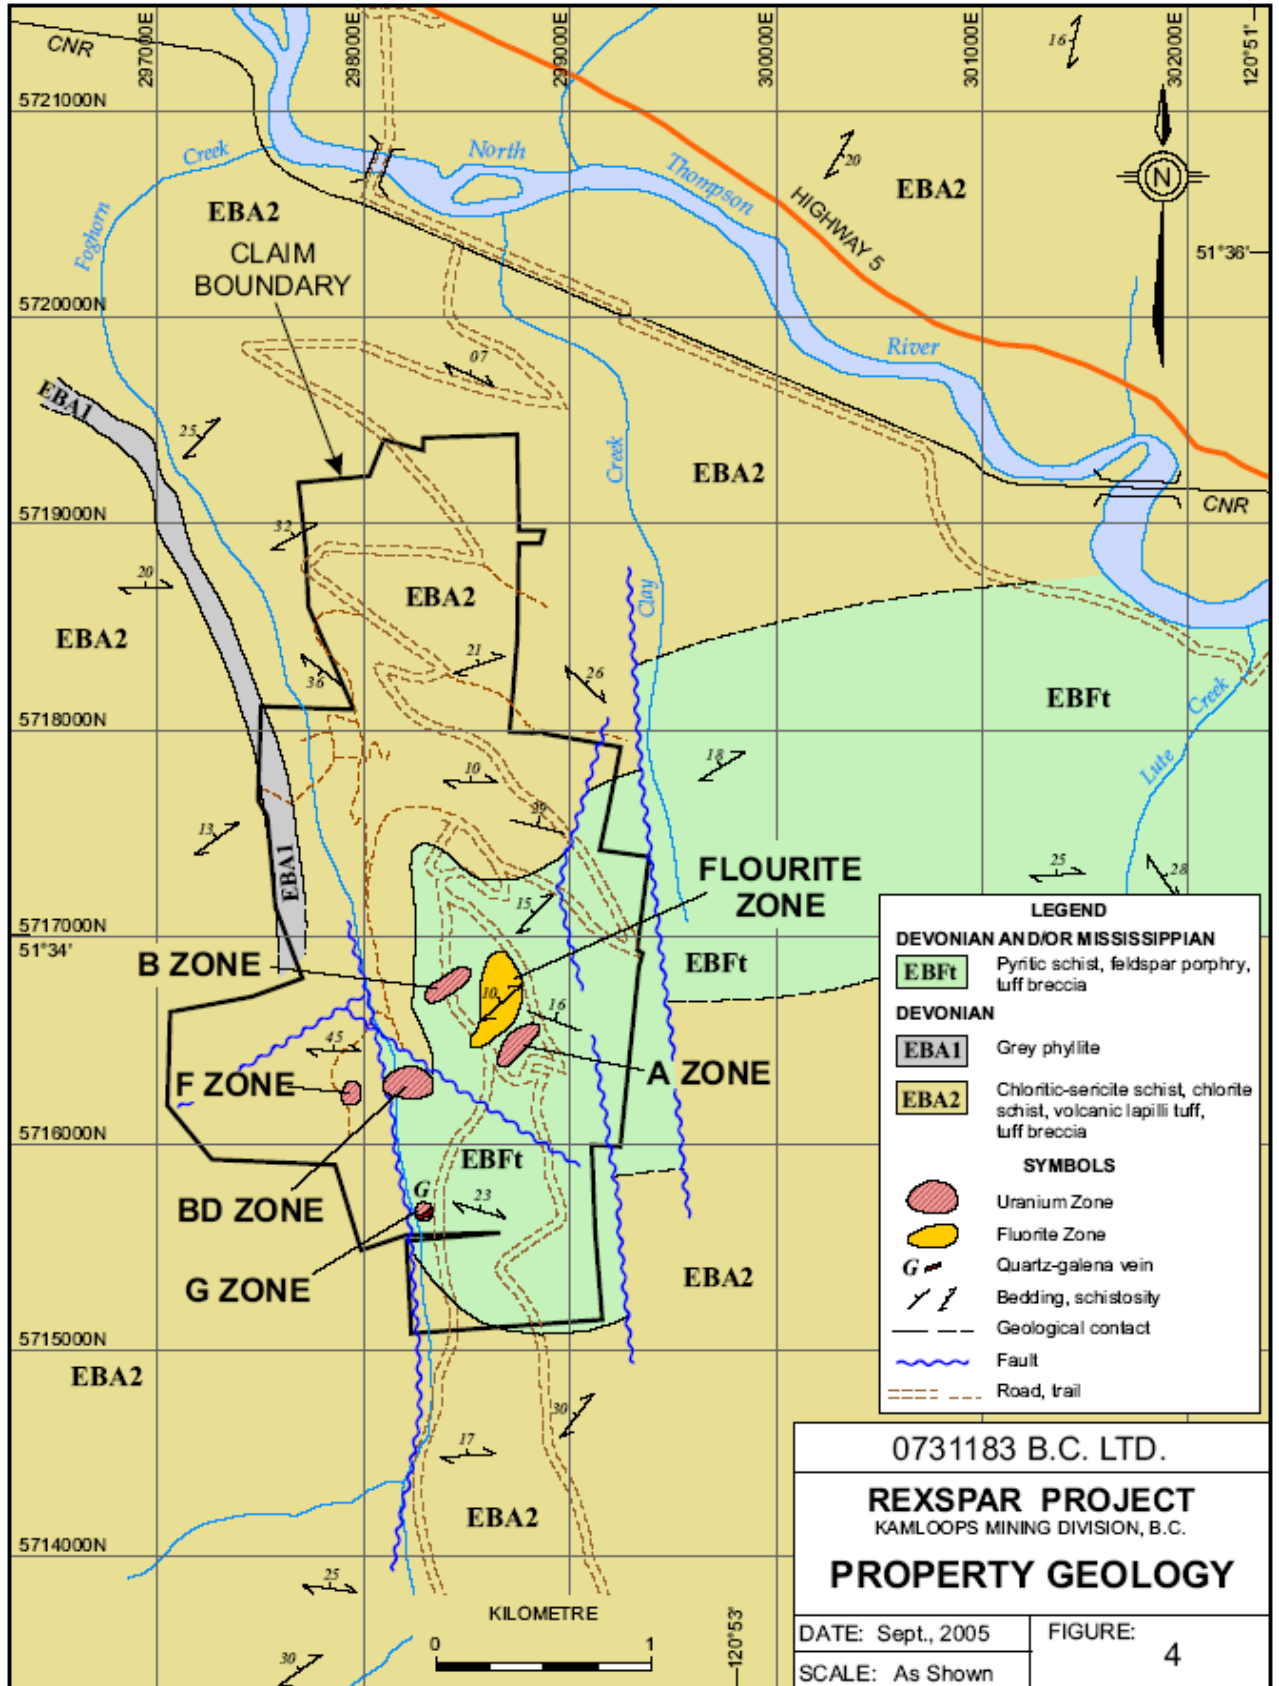 CNR
297000E
298000E
299000E
300000E
301000E
302000E
120°51'
16
5721000N
Creek
North
Thompson
20
EBA2
N
HIGHWAY 5
EBA2
Foghorn
CLAIM
BOUNDARY
51°36'
5720000N
River
07
EBA1
25
Creek
EBA2
CNR
5719000N
32
20
EBA2
Clay
EBA2
21
26
36
EBFt
Creek
5718000N
18
Lute
10
29
13
EBA1
25
28
FLOURITE
ZONE
15
5717000N
51°34'
B ZONE
EBFt
10
16
45
F ZONE
A ZONE
5716000N
EBFt
BD ZONE
G
23
G ZONE
EBA2
5715000N
EBA2
30
17
EBA2
5714000N
25
30
KILOMETRE
0 1
120°53'
LEGEND
DEVONIAN AND/OR MISSISSIPPIAN
EBFt Pyritic schist, feldspar porphry,
tuff breccia
DEVONIAN
EBA1 Grey phyllite
EBA2 Chloritic-sericite schist, chlorite
schist, volcanic lapilli tuff,
tuff breccia
SYMBOLS
Uranium Zone
Fluorite Zone
G Quartz-galena vein
Bedding, schistosity
Geological contact
Fault
Road, trail
0731183 B.C. LTD.
REXSPAR PROJECT
KAMLOOPS MINING DIVISION, B.C.
PROPERTY GEOLOGY
DATE: Sept., 2005
FIGURE:
4
SCALE: As Shown